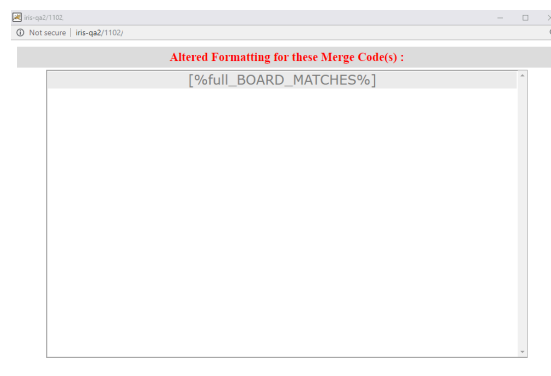 iris-qa2/1102/
Not secure | iris-qa2/1102/
Altered Formatting for these Merge Code(s) :
[%full_BOARD_MATCHES%]